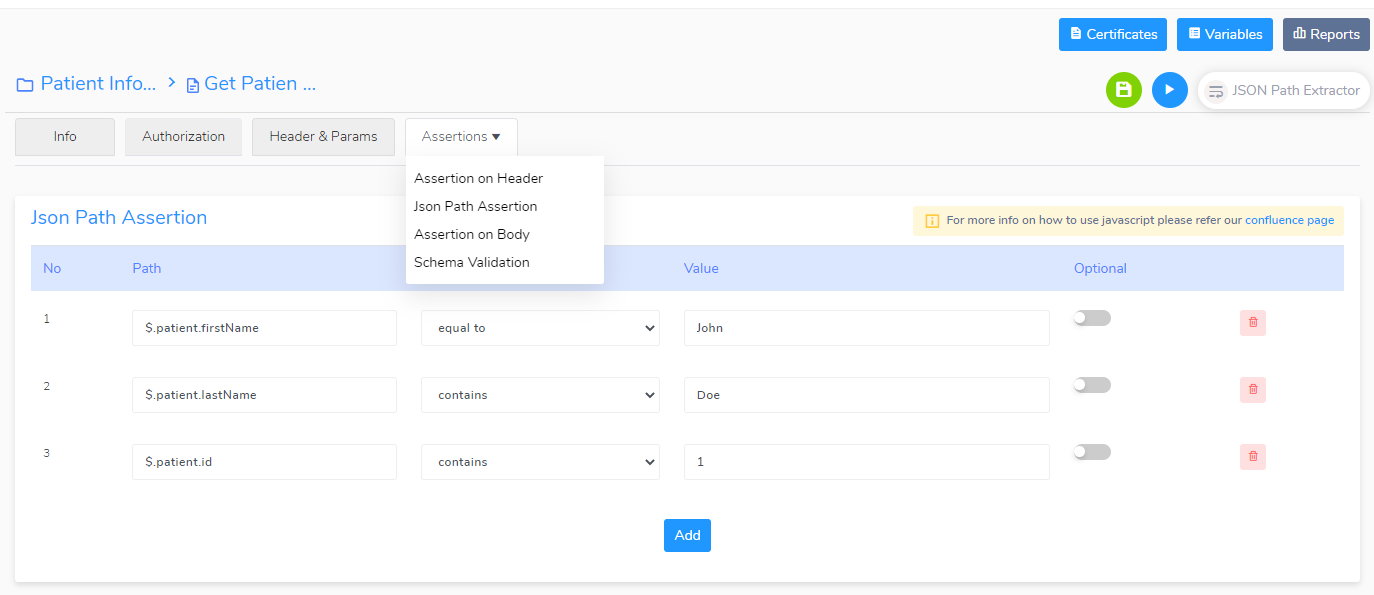 Certificates
Variables
Reports
Patient Info...
Get Patien ...
JSON Path Extractor
Info
Authorization
Header & Params
Assertions
Assertion on Header
Json Path Assertion
Assertion on Body
Schema Validation
Json Path Assertion
For more info on how to use javascript please refer our confluence page
No Path Value Optional
1 $.patient.firstName equal to John
2 $.patient.lastName contains Doe
3 $.patient.id contains 1
Add